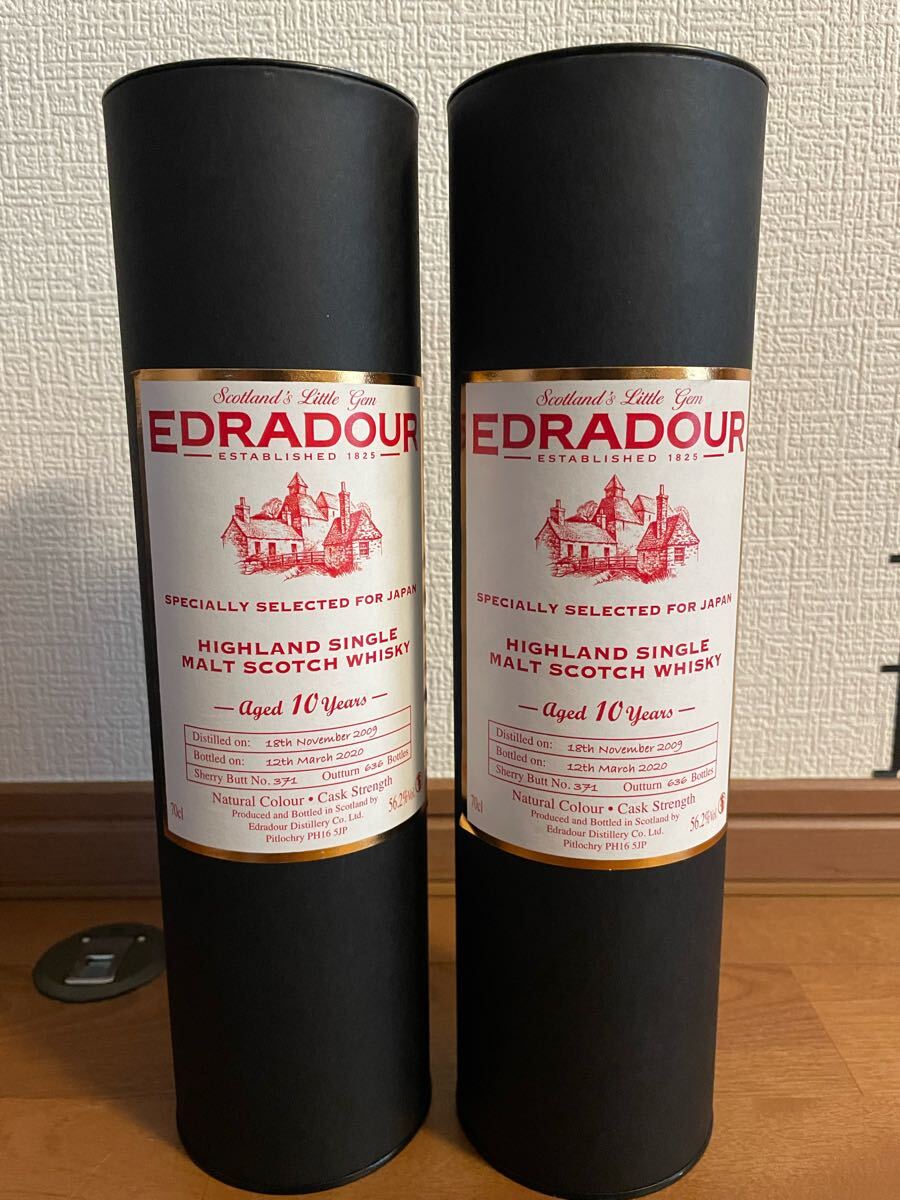 Scotland's Little Gem
EDRADOUR
ESTABLISHED 1825
SPECIALLY SELECTED FOR JAPAN
HIGHLAND SINGLE
MALT SCOTCH WHISKY
Aged 10 Years
Distilled on: 18th November 2009
Bottled on: 12th March 2020
Sherry Butt No. 371 Outturn 636 Bottles
Natural Colour • Cask Strength
70cl
Produced and Bottled in Scotland by
56.2%Vol
Edradour Distillery Co. Ltd.
Pitlochry PH16 5JP
Scotland's Little Gem
EDRADOUR
ESTABLISHED 1825
SPECIALLY SELECTED FOR JAPAN
HIGHLAND SINGLE
MALT SCOTCH WHISKY
Aged 10 Years
Distilled on: 18th November 2009
Bottled on: 12th March 2020
Sherry Butt No. 371 Outturn 636 Bottles
Natural Colour • Cask Strength
70cl
Produced and Bottled in Scotland by
56.2%Vol
Edradour Distillery Co. Ltd.
Pitlochry PH16 5JP